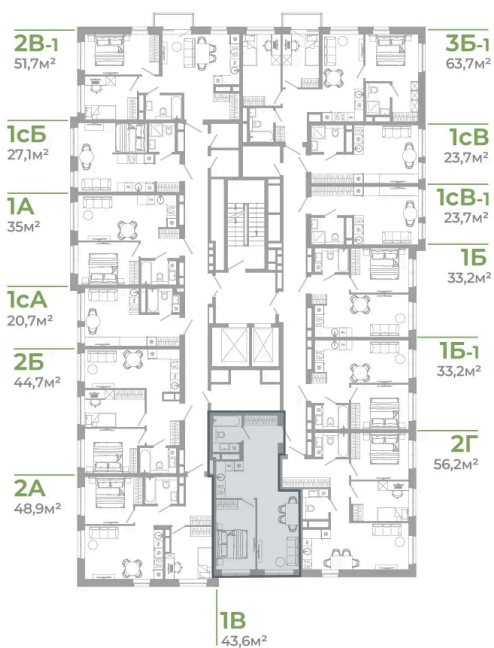 2В-1
51,7м²
3Б-1
63,7м²
1сБ
27,1м²
1сВ
23,7м²
1А
35м²
1сВ-1
23,7м²
1Б
33,2м²
1сА
20,7м²
2Б
44,7м²
1Б-1
33,2м²
2Г
56,2м²
2А
48,9м²
1В
43,6м²